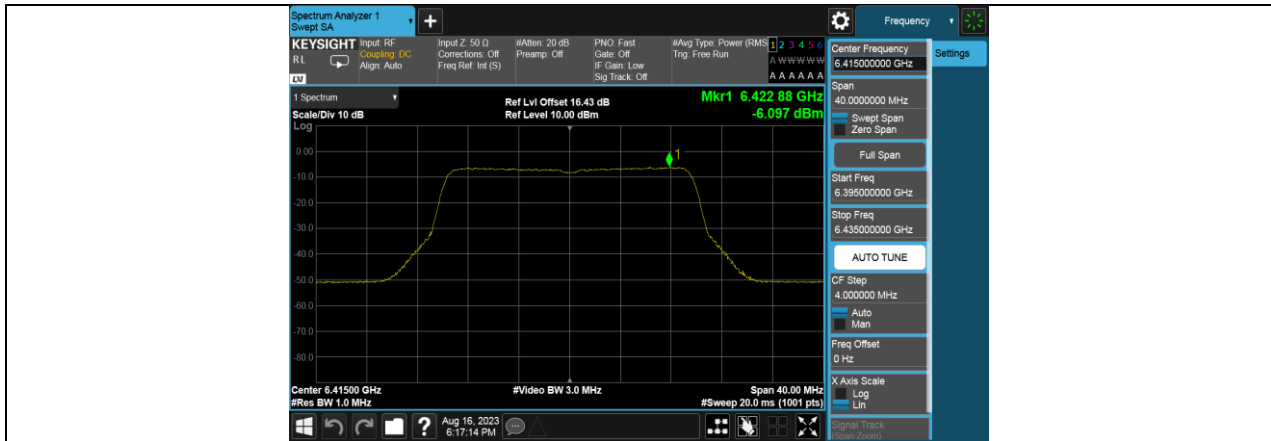 Spectrum Analyzer 1
Swept SA
+
Frequency
KEYSIGHT
RL
LXI
Input: RF
Coupling: DC
Align: Auto
Input Z: 50 Ω
Corrections: Off
Freq Ref: Int (S)
#Atten: 20 dB
Preamp: Off
PNO: Fast
Gate: Off
IF Gain: Low
Sig Track: Off
#Avg Type: Power (RMS
Trig: Free Run
1 2 3 4 5 6
A W W W W W
A A A A A A
1 Spectrum
Scale/Div 10 dB
Log
Ref Lvl Offset 16.43 dB
Ref Level 10.00 dBm
Mkr1 6.422 88 GHz
-6.097 dBm
1
0.00
-10.0
-20.0
-30.0
-40.0
-50.0
-60.0
-70.0
-80.0
Center 6.41500 GHz
#Res BW 1.0 MHz
#Video BW 3.0 MHz
Span 40.00 MHz
#Sweep 20.0 ms (1001 pts)
?
Aug 16, 2023
6:17:14 PM
Center Frequency
6.415000000 GHz
Settings
Span
40.0000000 MHz
Swept Span
Zero Span
Full Span
Start Freq
6.395000000 GHz
Stop Freq
6.435000000 GHz
AUTO TUNE
CF Step
4.000000 MHz
Auto
Man
Freq Offset
0 Hz
X Axis Scale
Log
Lin
Signal Track
(Span Zoom)